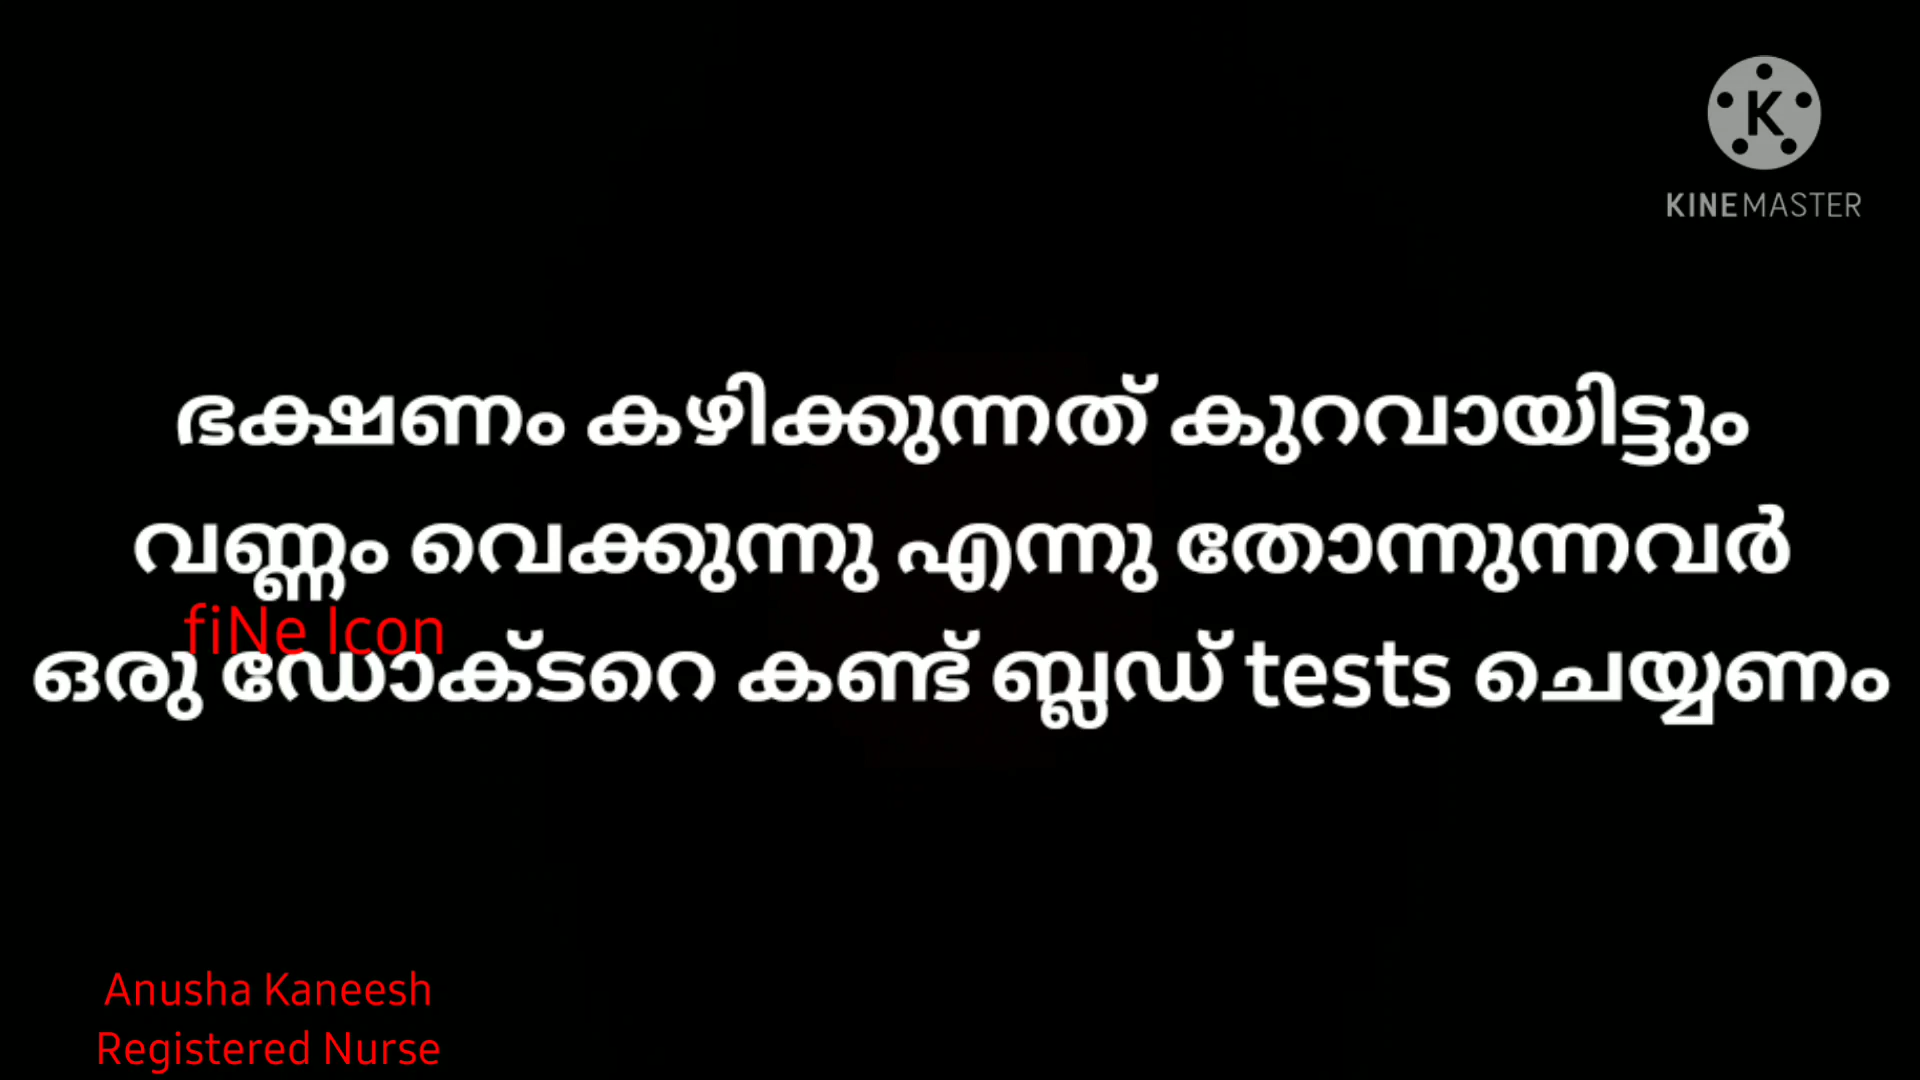 KINEMASTER
ഭക്ഷണം കഴിക്കുന്നത് കുറവായിട്ടും
വണ്ണം വെക്കുന്നു എന്നു തോന്നുന്നവർ
fiNe Icon
ഒരു ഡോക്ടറെ കണ്ട് ബ്ലഡ് tests ചെയ്യണം
Anusha Kaneesh
Registered Nurse